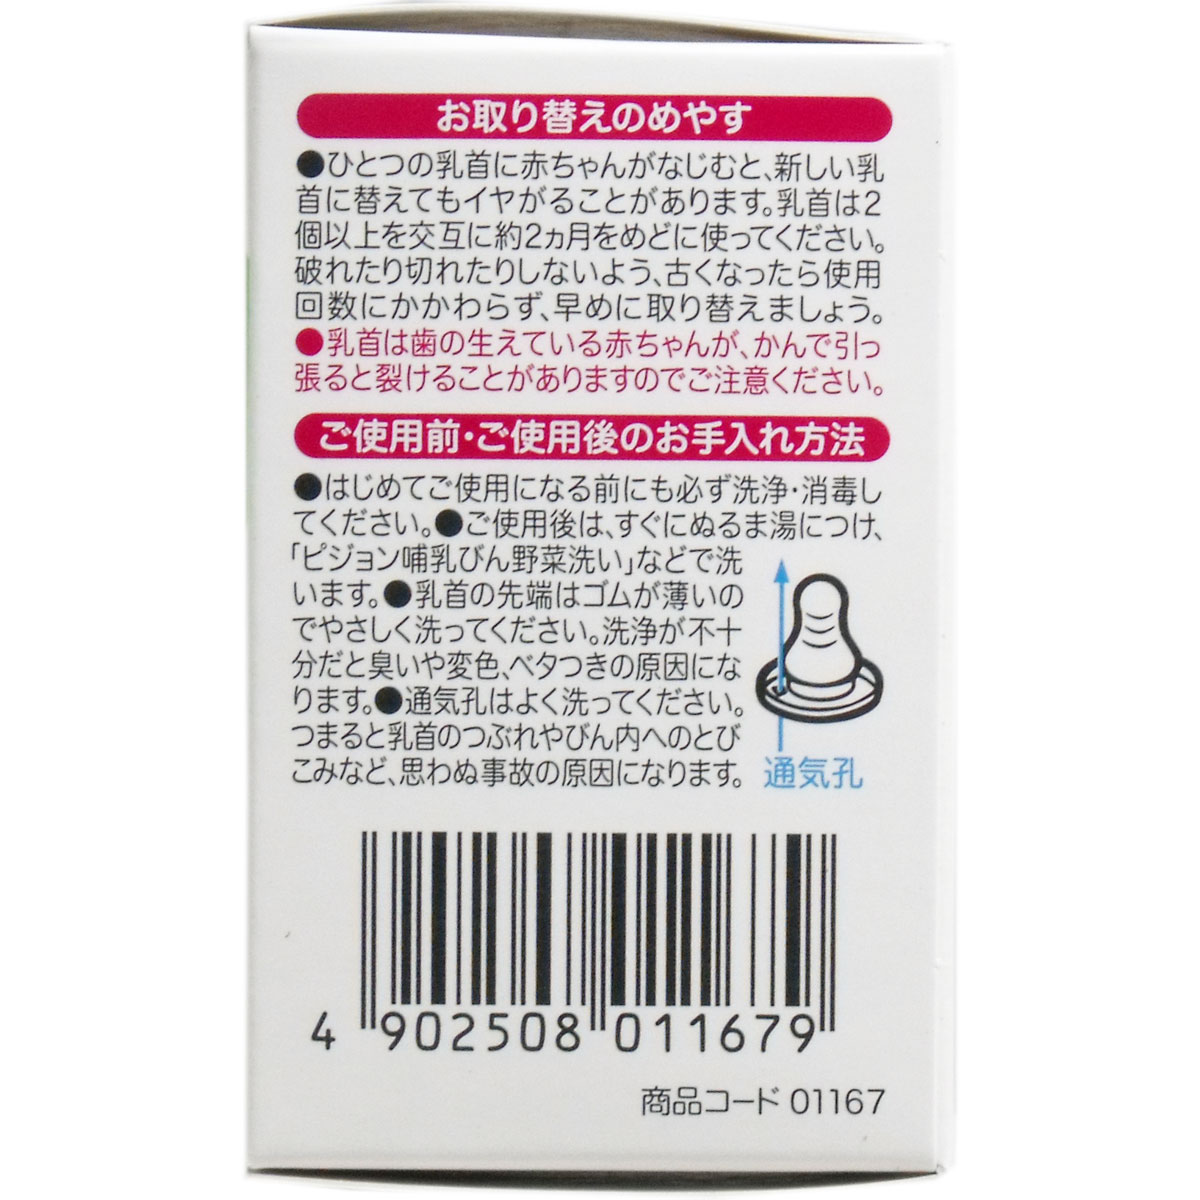 お取り替えのめやす
●ひとつの乳首に赤ちゃんがなじむと、新しい乳
首に替えてもイヤがることがあります。乳首は2
個以上を交互に約2ヵ月をめどに使ってください。
破れたり切れたりしないよう、古くなったら使用
回数にかかわらず、早めに取り替えましょう。
●乳首は歯の生えている赤ちゃんが、かんで引っ
張ると裂けることがありますのでご注意ください。
ご使用前・ご使用後のお手入れ方法
●はじめてご使用になる前にも必ず洗浄・消毒し
てください。●ご使用後は、すぐにぬるま湯につけ、
「ピジョン哺乳びん野菜洗い」などで洗
います。●乳首の先端はゴムが薄いの
でやさしく洗ってください。洗浄が不十
分だと臭いや変色、ベタつきの原因にな
ります。●通気孔はよく洗ってください。
つまると乳首のつぶれやびん内へのとび
こみなど、思わぬ事故の原因になります。
通気孔
4 902508 011679
商品コード 01167